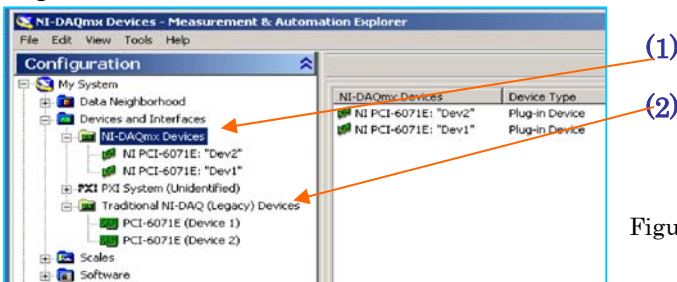 NI-DAQmx Devices - Measurement & Automation Explorer
File Edit View Tools Help
Configuration
My System
Data Neighborhood
Devices and Interfaces
NI-DAQmx Devices
NI PCI-6071E: "Dev2"
NI PCI-6071E: "Dev1"
PXI PXI System (Unidentified)
Traditional NI-DAQ (Legacy) Devices
PCI-6071E (Device 1)
PCI-6071E (Device 2)
Scales
Software
NI-DAQmx Devices Device Type
NI PCI-6071E: "Dev2" Plug-in Device
NI PCI-6071E: "Dev1" Plug-in Device
(1)
(2)
Figu